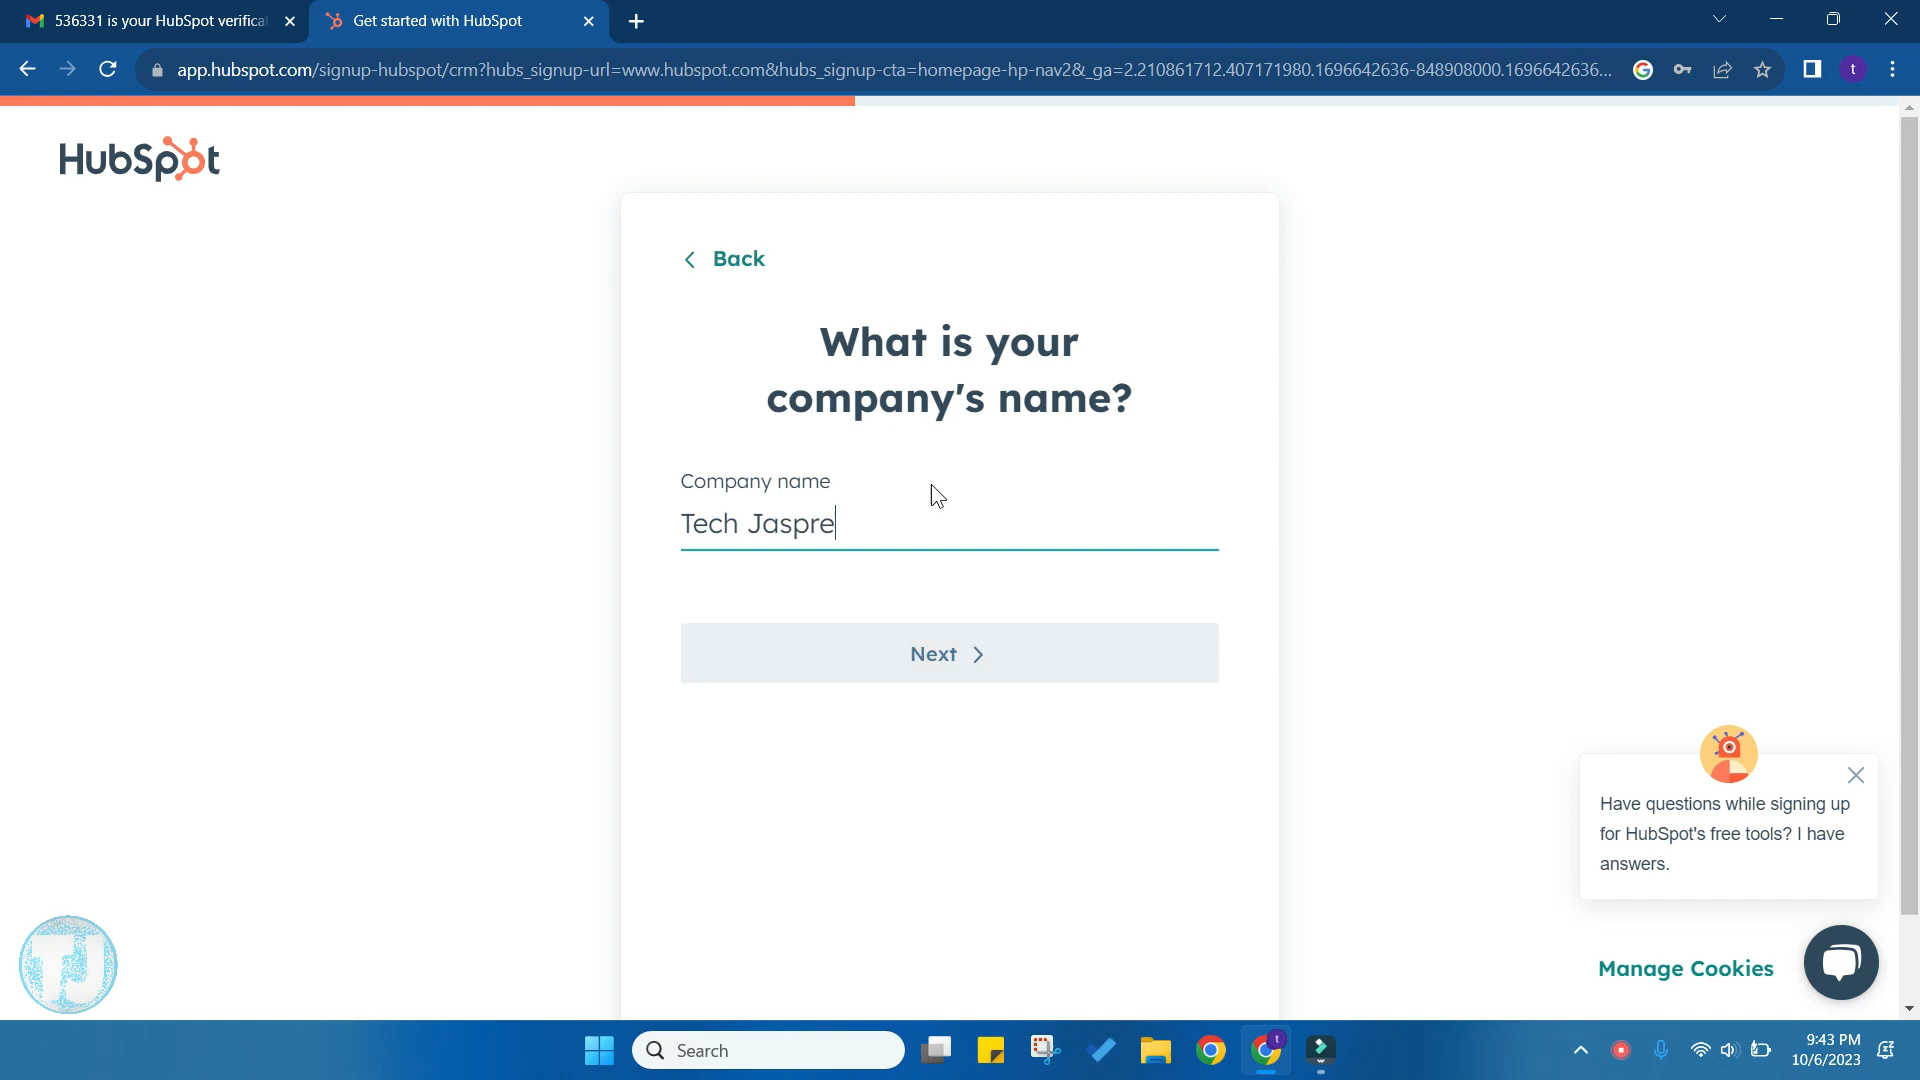 536331 is your HubSpot verifica
Get started with HubSpot
app.hubspot.com/signup-hubspot/crm?hubs_signup-url=www.hubspot.com&hubs_signup-cta=homepage-hp-nav2&_ga=2.210861712.407171980.1696642636-848908000.1696642636...
t
HubSpot
Back
What is your
company's name?
Company name
Tech Jaspre
Next
Have questions while signing up
for HubSpot's free tools? I have
answers.
Manage Cookies
TJ
Search
t
9:43 PM
10/6/2023